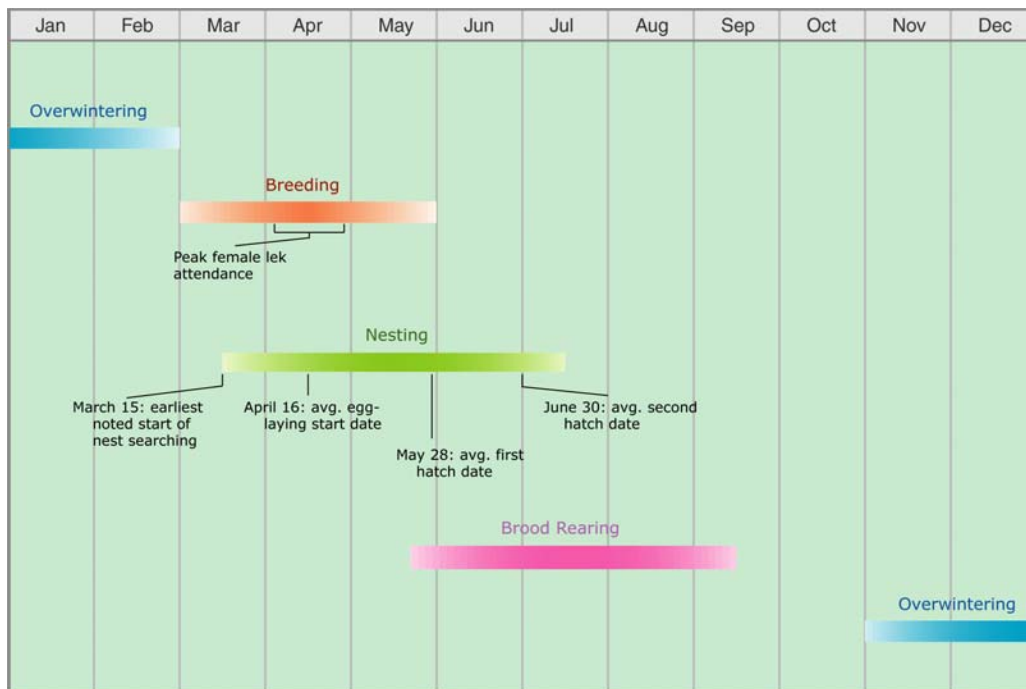 Jan Feb Mar Apr May Jun Jul Aug Sep Oct Nov Dec
Overwintering
Breeding
Peak female lek
attendance
Nesting
March 15: earliest
noted start of
nest searching
April 16: avg. egg-
laying start date
May 28: avg. first
hatch date
June 30: avg. second
hatch date
Brood Rearing
Overwintering